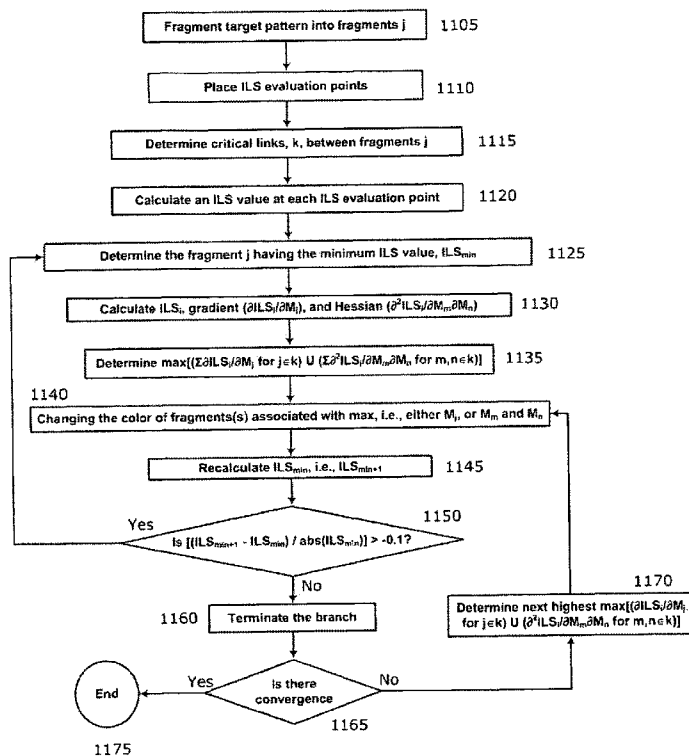 Fragment target pattern into fragments j
1105
Place ILS evaluation points
1110
Determine critical links, k, between fragments j
1115
Calculate an ILS value at each ILS evaluation point
1120
Determine the fragment j having the minimum ILS value, ILSmin
1125
Calculate ILSi, gradient (∂ILSi/∂Mj), and Hessian (∂²ILSi/∂Mm∂Mn)
1130
Determine max[(Σ∂ILSi/∂Mj for j∈k) U (Σ∂²ILSi/∂Mm∂Mn for m,n∈k)]
1135
1140
Changing the color of fragments(s) associated with max, i.e., either Mj, or Mm and Mn
Recalculate ILSmin, i.e., ILSmin+1
1145
Yes
1150
Is [(ILSmin+1 - ILSmin) / abs(ILSmin)] > -0.1?
No
1170
1160
Terminate the branch
Determine next highest max[(∂ILSi/∂Mj,
for j∈k) U (∂²ILSi/∂Mm∂Mn for m,n∈k)]
Yes
Is there
convergence
No
End
1165
1175